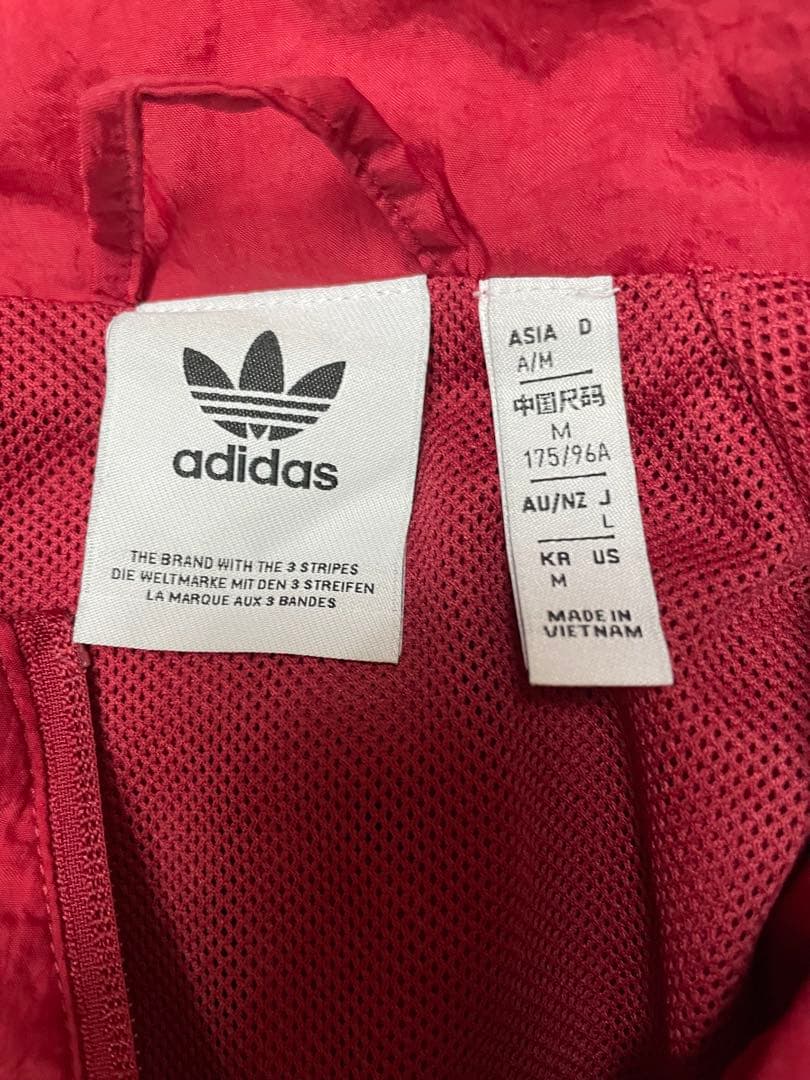 adidas
THE BRAND WITH THE 3 STRIPES
DIE WELTMARKE MIT DEN 3 STREIFEN
LA MARQUE AUX 3 BANDES
ASIA D
A/M
中国尺码
M
175/96A
AU/NZ J
L
KR US
M
MADE IN
VIETNAM